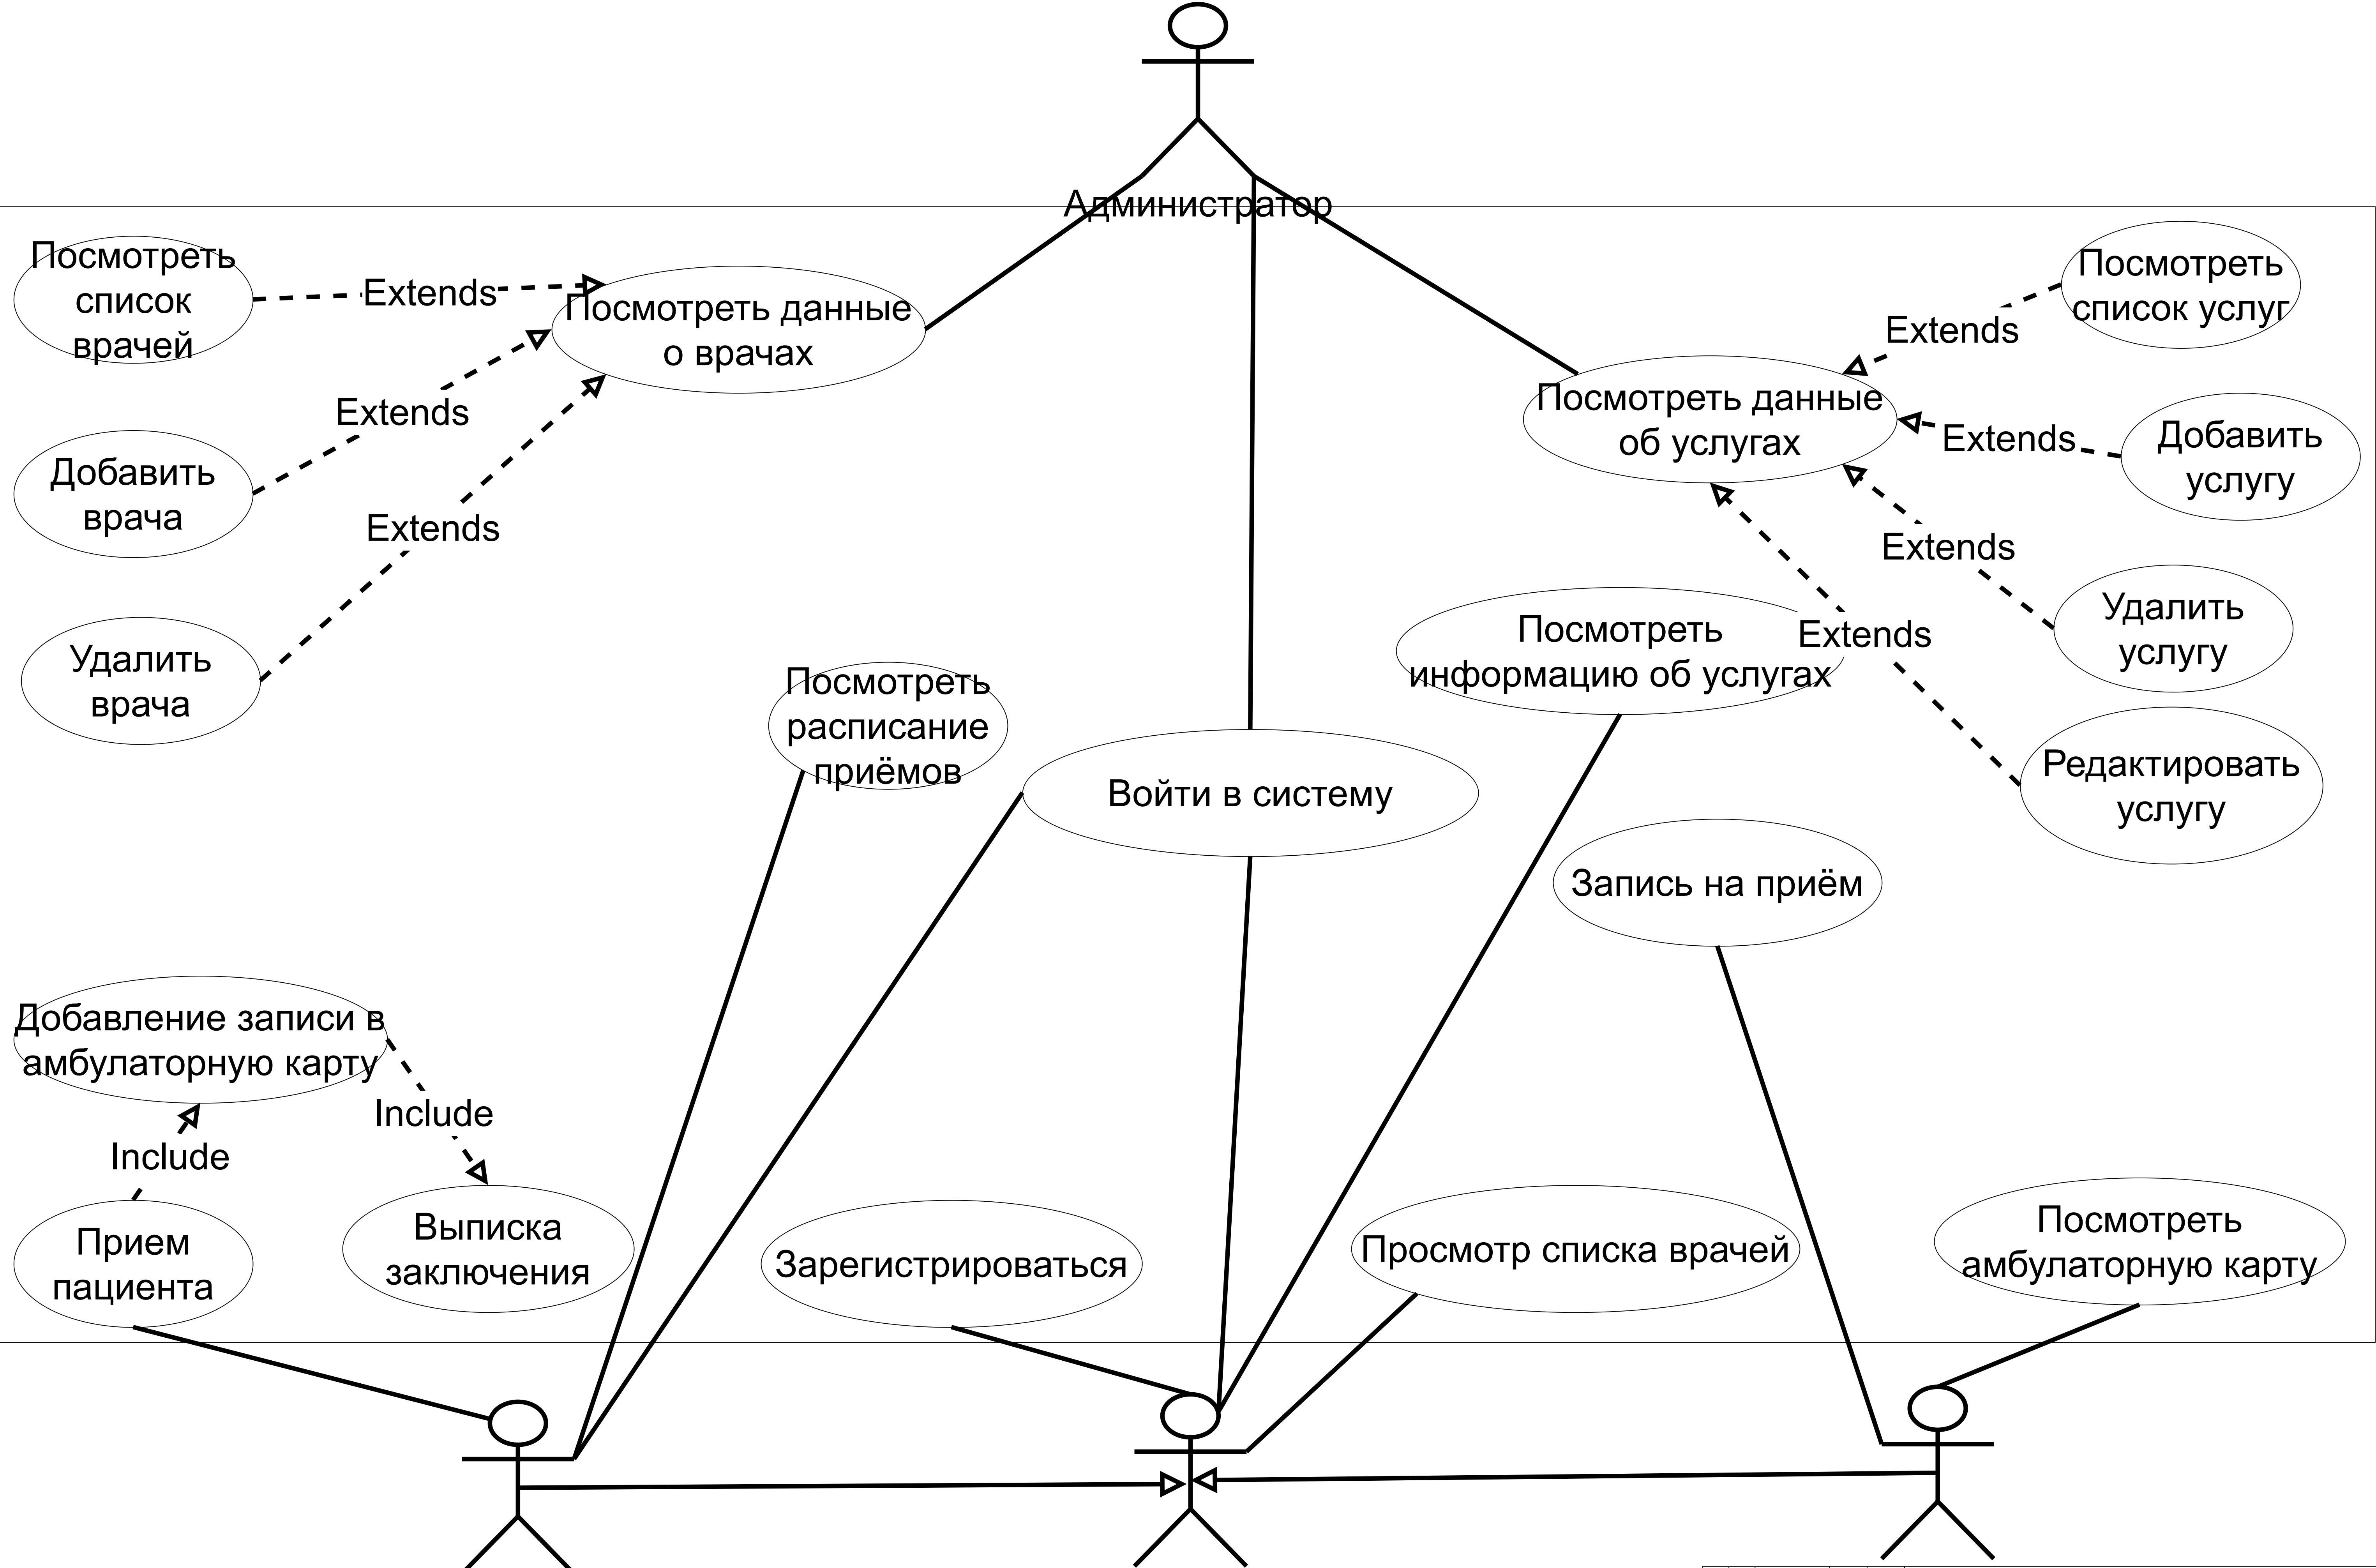 Администратор
Посмотреть
список
врачей
Extends
Посмотреть данные
о врачах
Посмотреть
список услуг
Extends
Посмотреть данные
об услугах
Extends
Добавить
услугу
Extends
Добавить
врача
Extends
Extends
Удалить
услугу
Удалить
врача
Посмотреть
расписание
приёмов
Посмотреть
информацию об услугах
Extends
Войти в систему
Редактировать
услугу
Запись на приём
Добавление записи в
амбулаторную карту
Include
Include
Прием
пациента
Выписка
заключения
Зарегистрироваться
Просмотр списка врачей
Посмотреть
амбулаторную карту